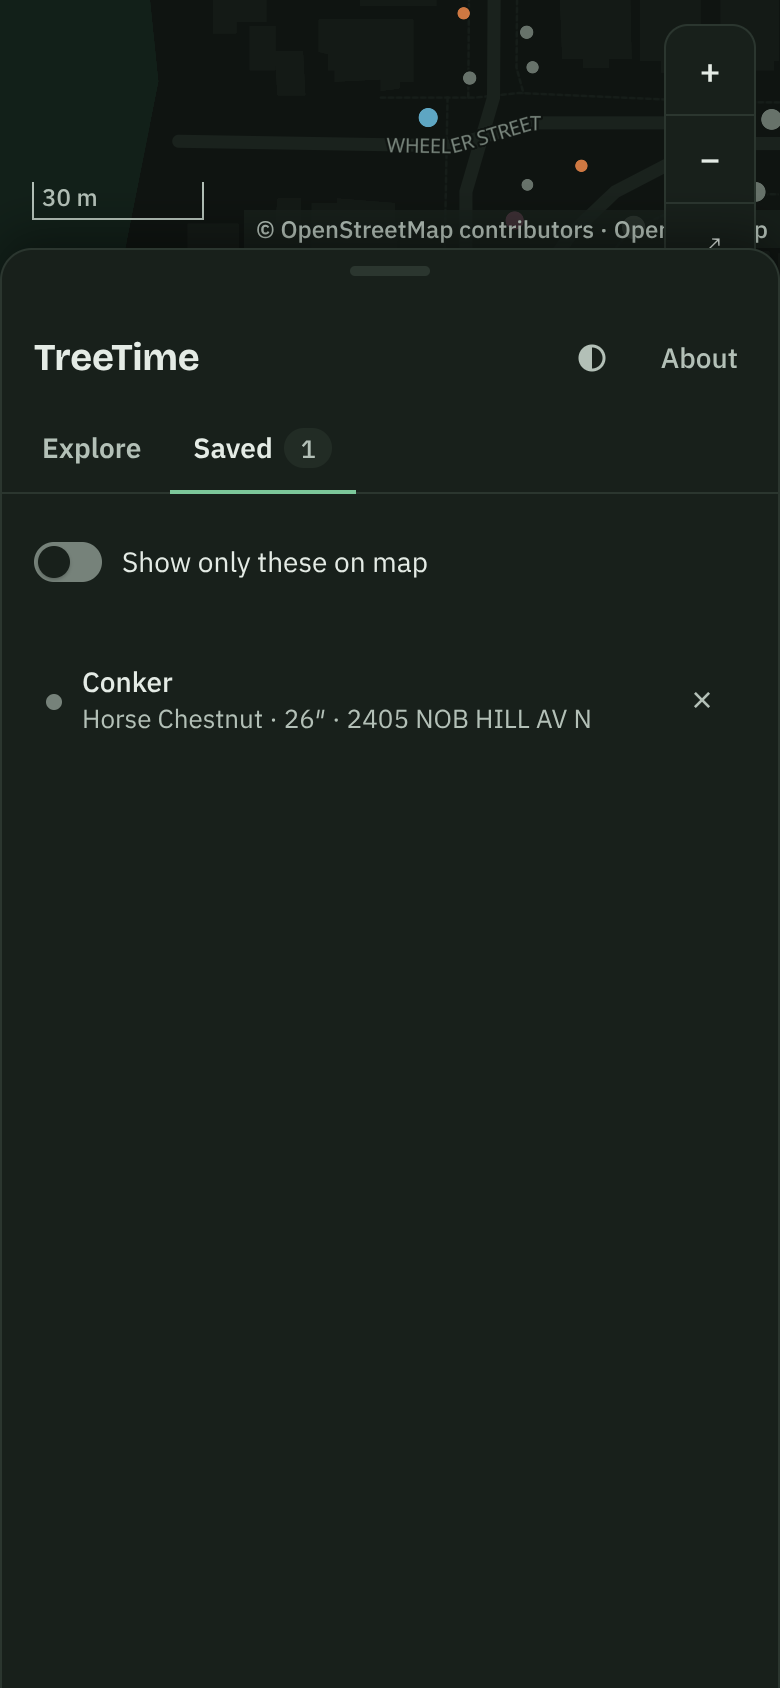 WHEELER STREET
30 m
© OpenStreetMap contributors · Oper
p
TreeTime
About
Explore
Saved 1
Show only these on map
Conker
Horse Chestnut · 26″ · 2405 NOB HILL AV N